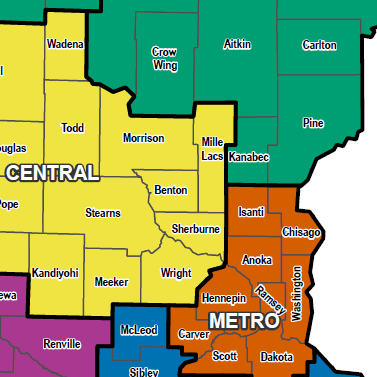 Wadena
Crow
Wing
Aitkin
Carlton
l
Todd
Morrison
Mille
Lacs
Pine
ouglas
Kanabec
CENTRAL
Benton
ope
Stearns
Isanti
Sherburne
Chisago
Anoka
Kandiyohi
Meeker
Wright
Washington
ewa
Hennepin
Ramsey
McLeod
METRO
Carver
Renville
Scott
Dakota
Sibley